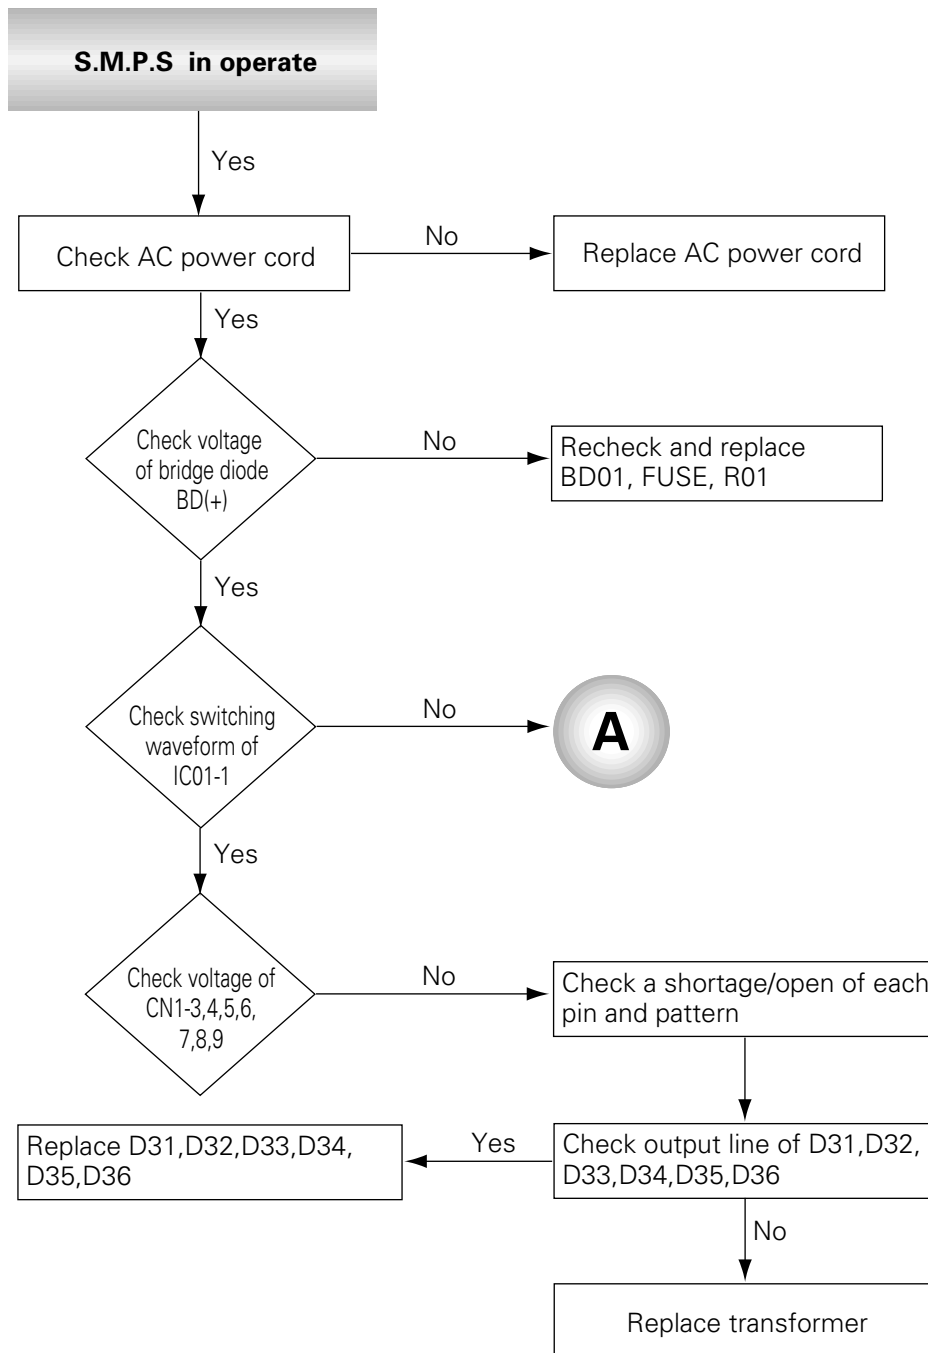 S.M.P.S in operate
Yes
Check AC power cord
No
Replace AC power cord
Yes
Check voltage
of bridge diode
BD(+)
No
Recheck and replace
BD01, FUSE, R01
Yes
Check switching
waveform of
IC01-1
No
A
Yes
Check voltage of
CN1-3,4,5,6,
7,8,9
No
Check a shortage/open of each
pin and pattern
Check output line of D31,D32,
D33,D34,D35,D36
Yes
Replace D31,D32,D33,D34,
D35,D36
No
Replace transformer